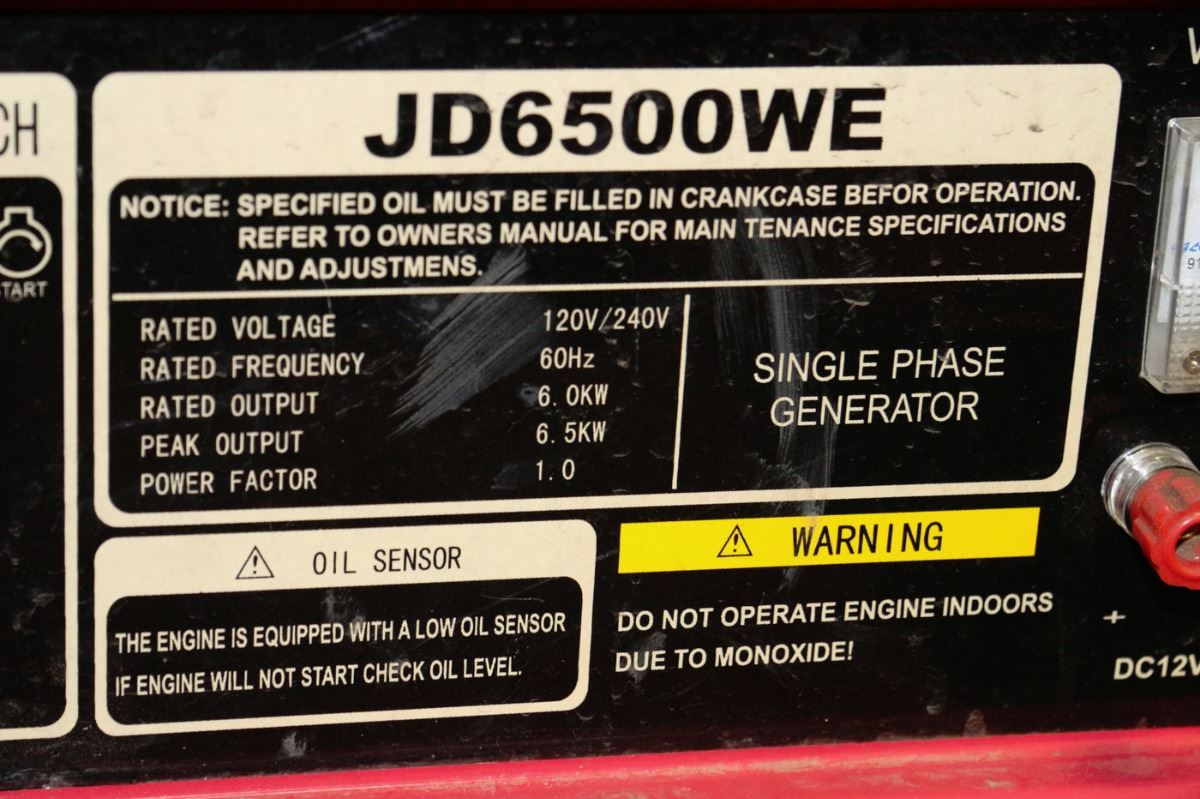 CH
START
JD6500WE
NOTICE: SPECIFIED OIL MUST BE FILLED IN CRANKCASE BEFOR OPERATION.
REFER TO OWNERS MANUAL FOR MAIN TENANCE SPECIFICATIONS
AND ADJUSTMENS.
RATED VOLTAGE 120V/240V
RATED FREQUENCY 60Hz
RATED OUTPUT 6.0KW
PEAK OUTPUT 6.5KW
POWER FACTOR 1.0
SINGLE PHASE
GENERATOR
⚠ OIL SENSOR
THE ENGINE IS EQUIPPED WITH A LOW OIL SENSOR
IF ENGINE WILL NOT START CHECK OIL LEVEL.
⚠ WARNING
DO NOT OPERATE ENGINE INDOORS
DUE TO MONOXIDE!
V
91
+
DC12V